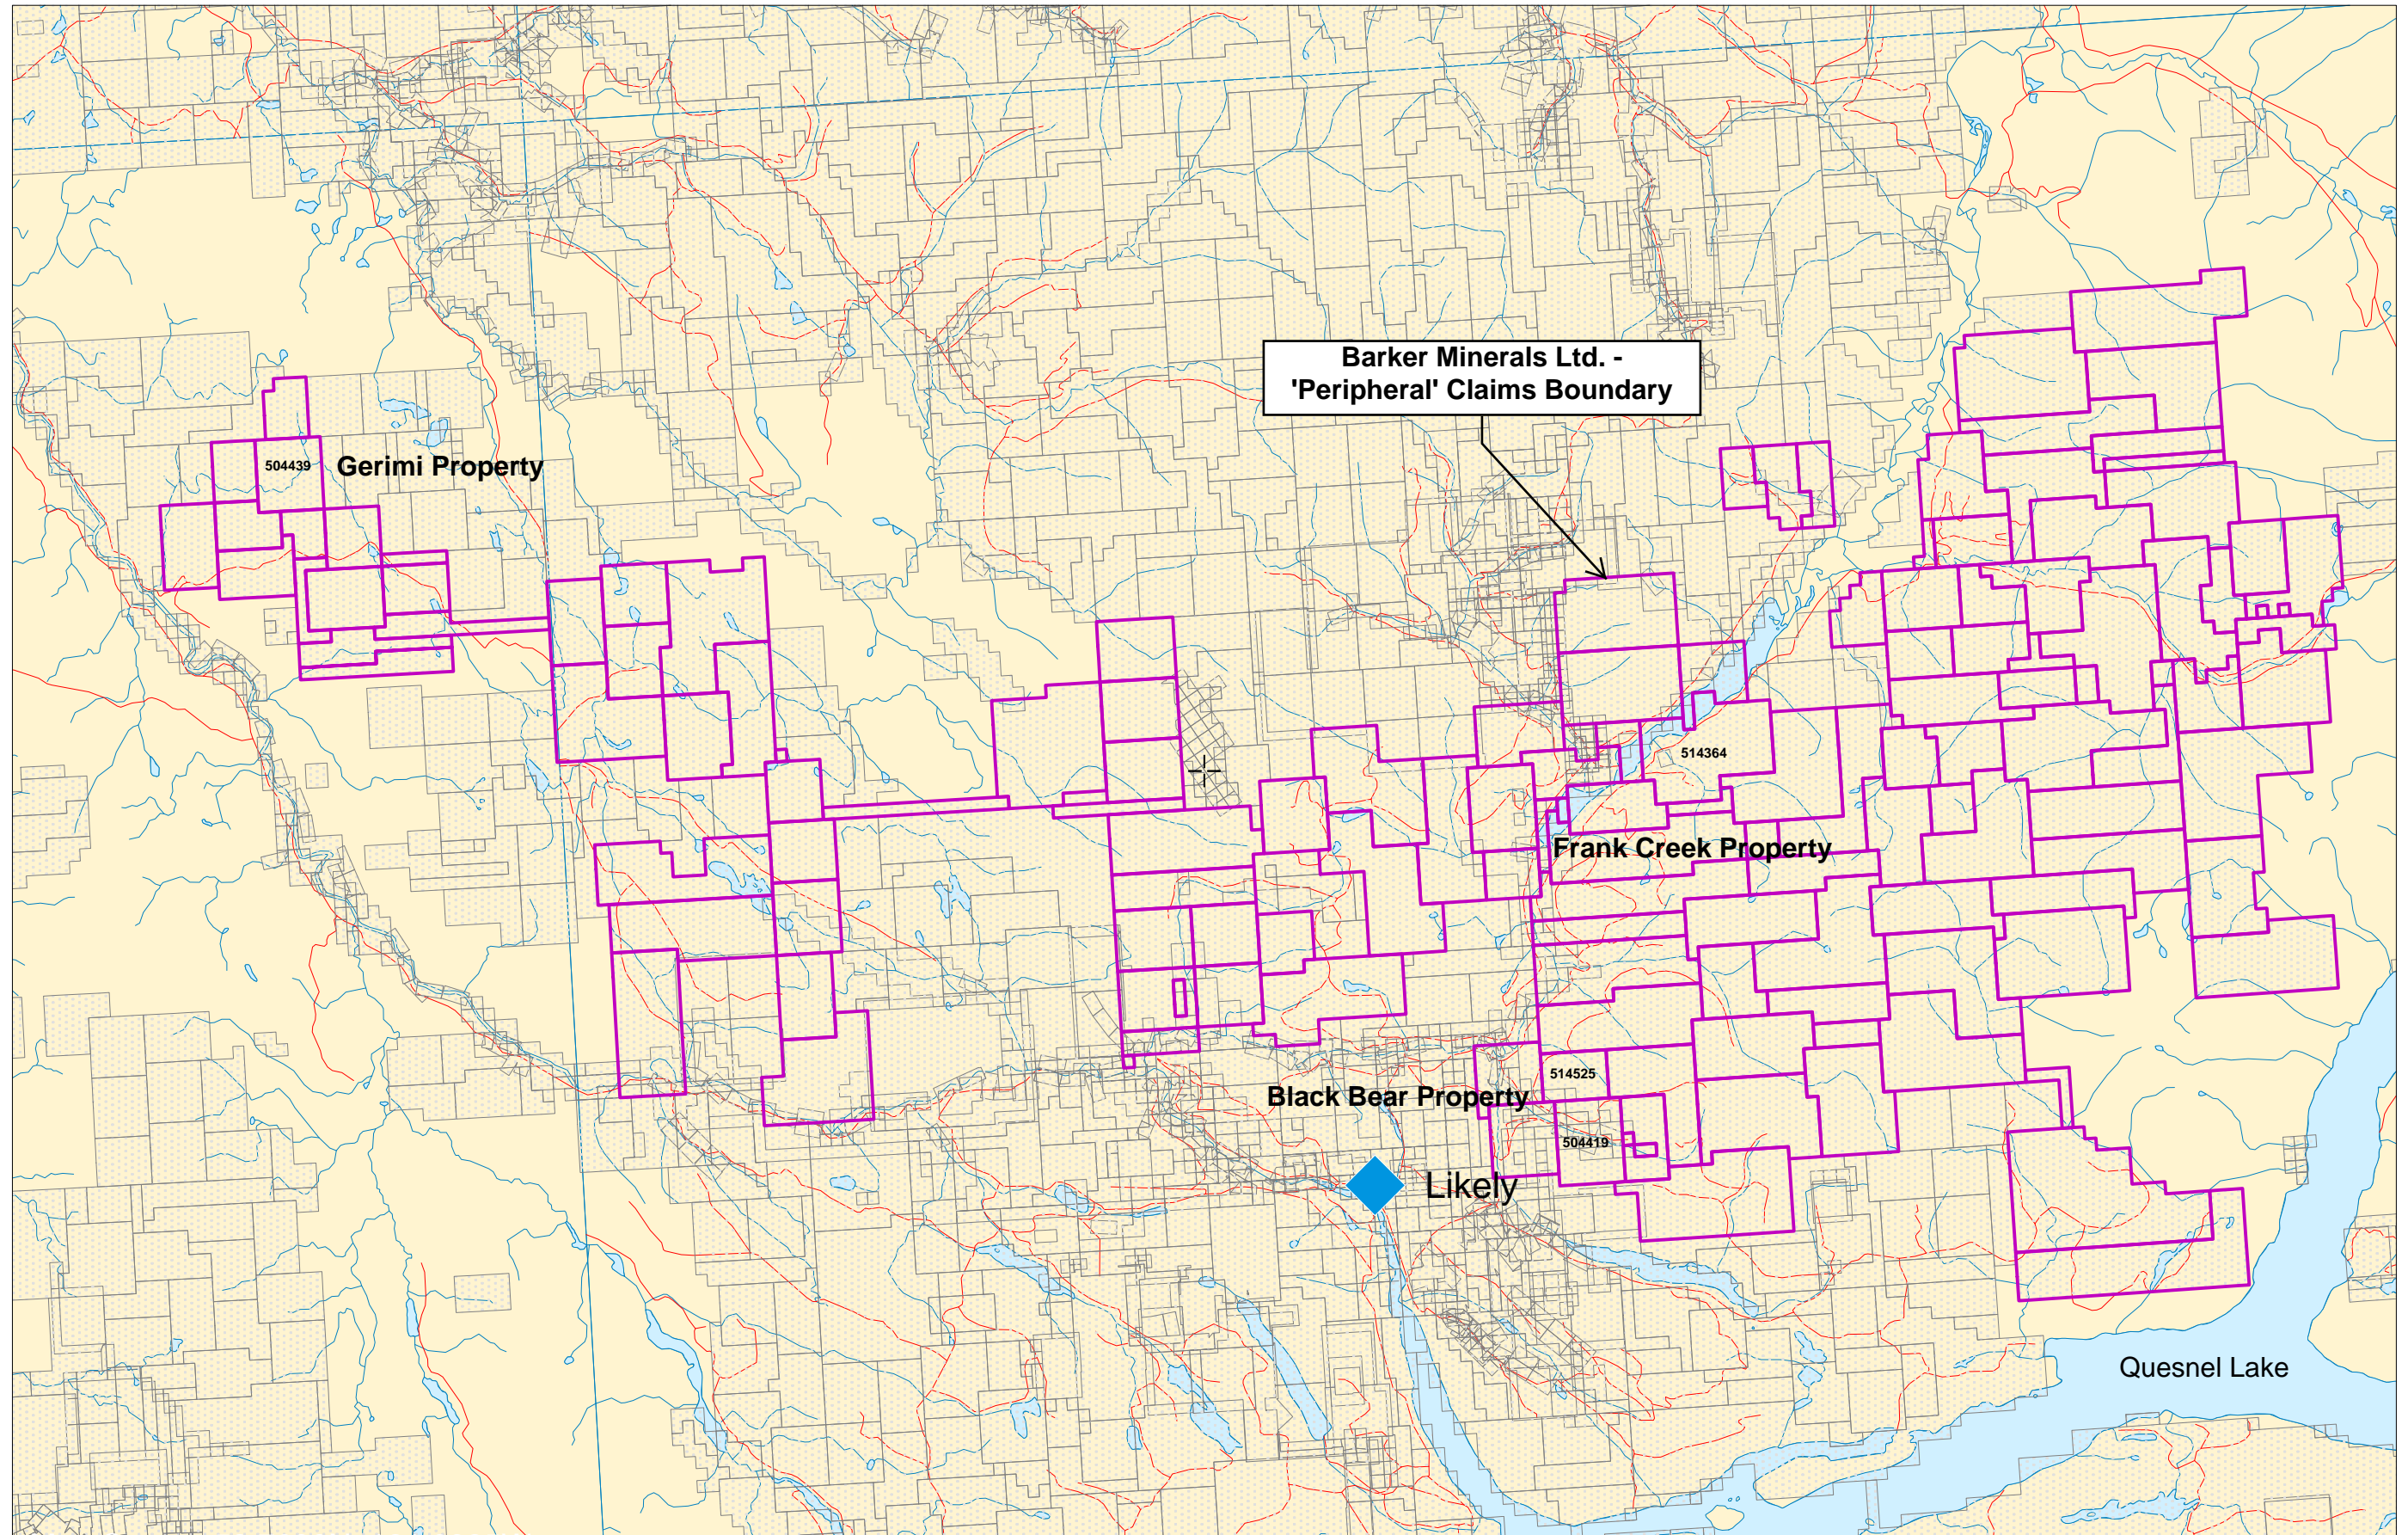 Barker Minerals Ltd. -
'Peripheral' Claims Boundary
504439
Gerimi Property
514364
Frank Creek Property
514525
Black Bear Property
504419
Likely
Quesnel Lake